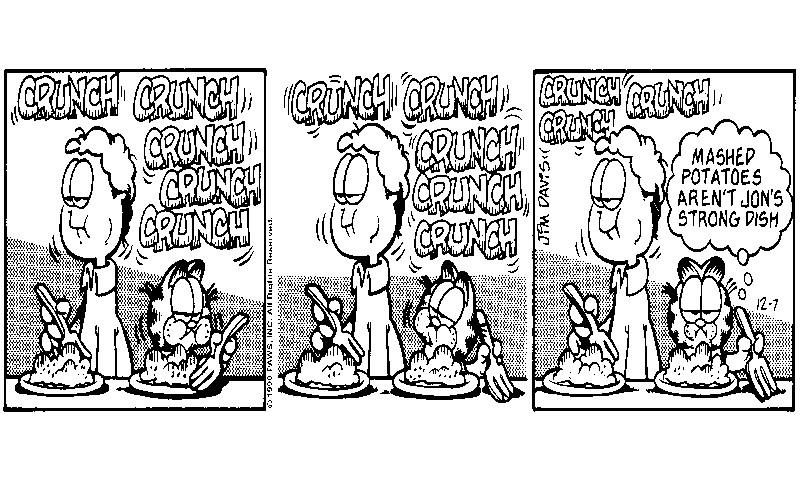 CRUNCH CRUNCH
CRUNCH
CRUNCH
CRUNCH
© 1990 PAWS, INC. All Rights Reserved.
CRUNCH CRUNCH
CRUNCH
CRUNCH
CRUNCH
CRUNCH CRUNCH
CRUNCH
JIM DAVIS
MASHED
POTATOES
AREN'T JON'S
STRONG DISH
12-7